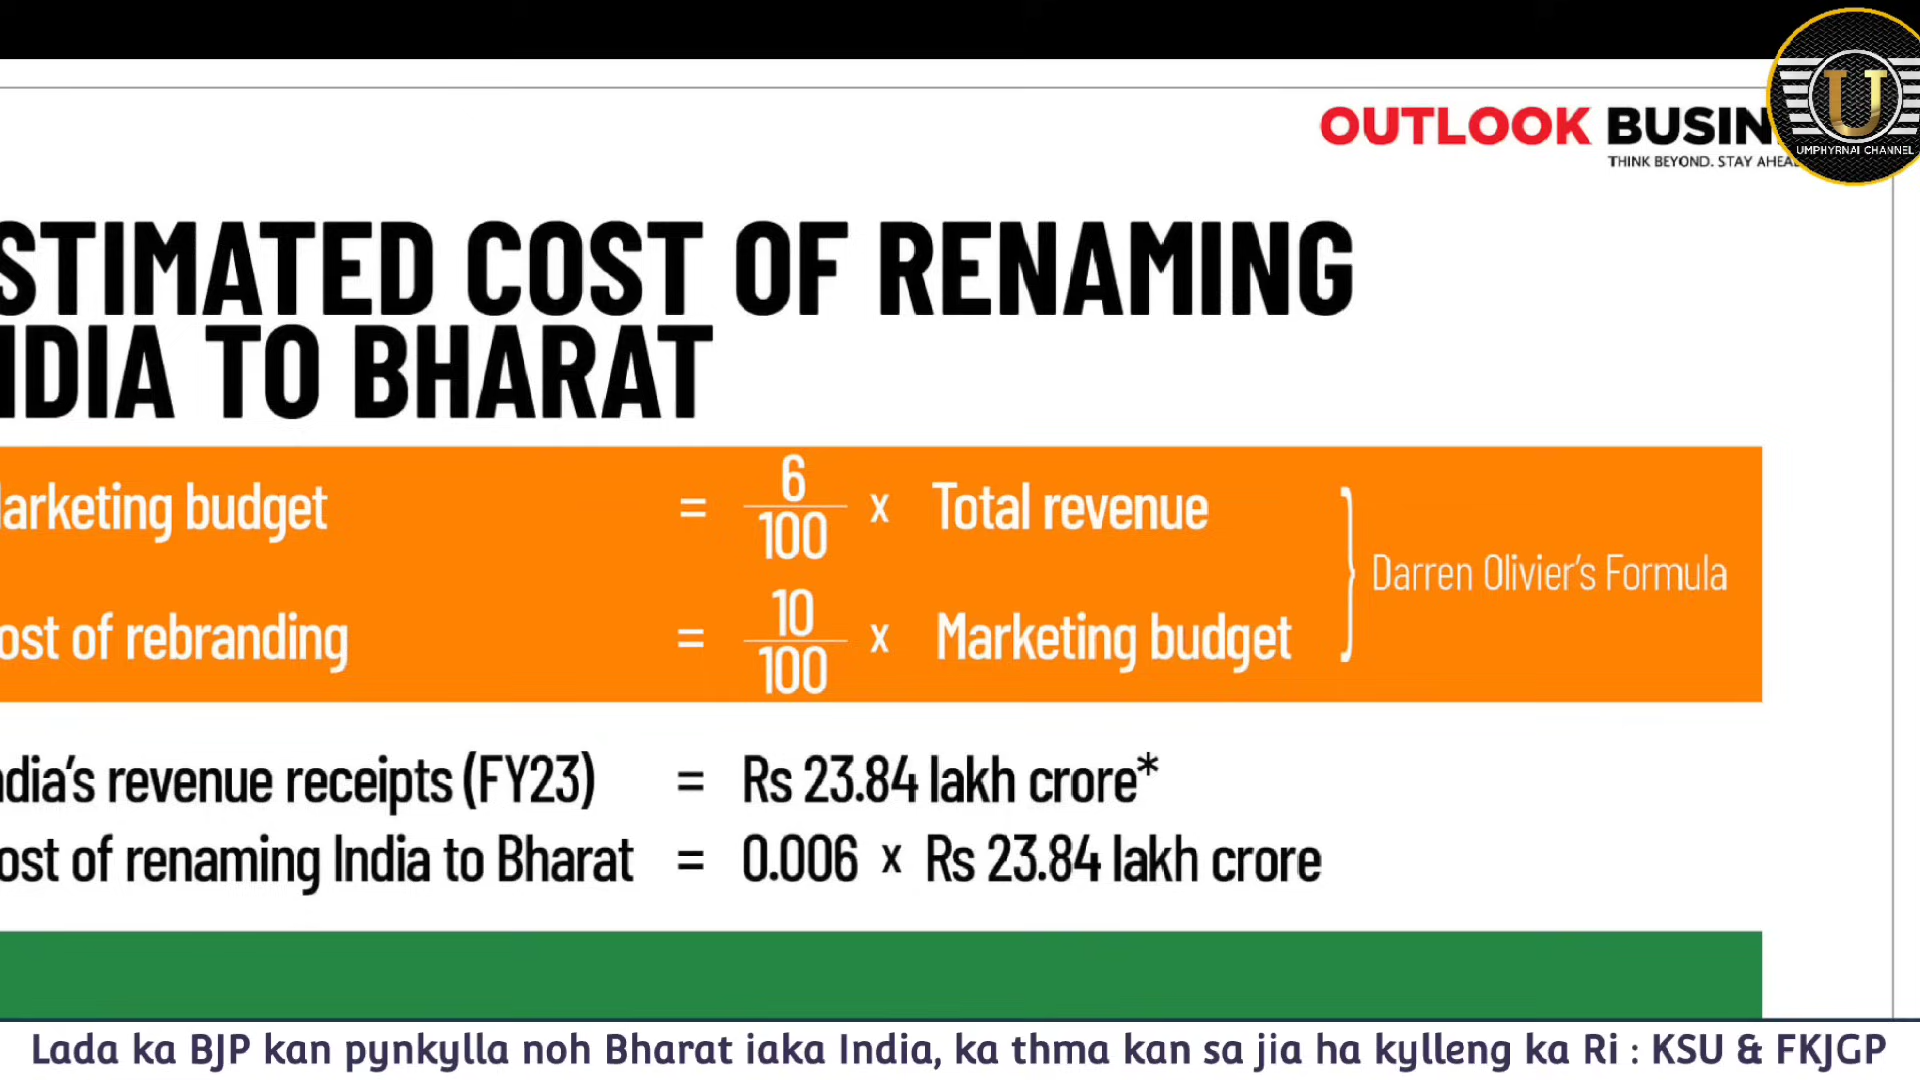 OUTLOOK BUSIN
THINK BEYOND. STAY AHEA
UMPHYRNAI CHANNEL
STIMATED COST OF RENAMING
NDIA TO BHARAT
arketing budget = 6/100 x Total revenue
ost of rebranding = 10/100 x Marketing budget
Darren Olivier's Formula
ndia's revenue receipts (FY23) = Rs 23.84 lakh crore*
ost of renaming India to Bharat = 0.006 x Rs 23.84 lakh crore
Lada ka BJP kan pynkylla noh Bharat iaka India, ka thma kan sa jia ha kylleng ka Ri : KSU & FKJGP